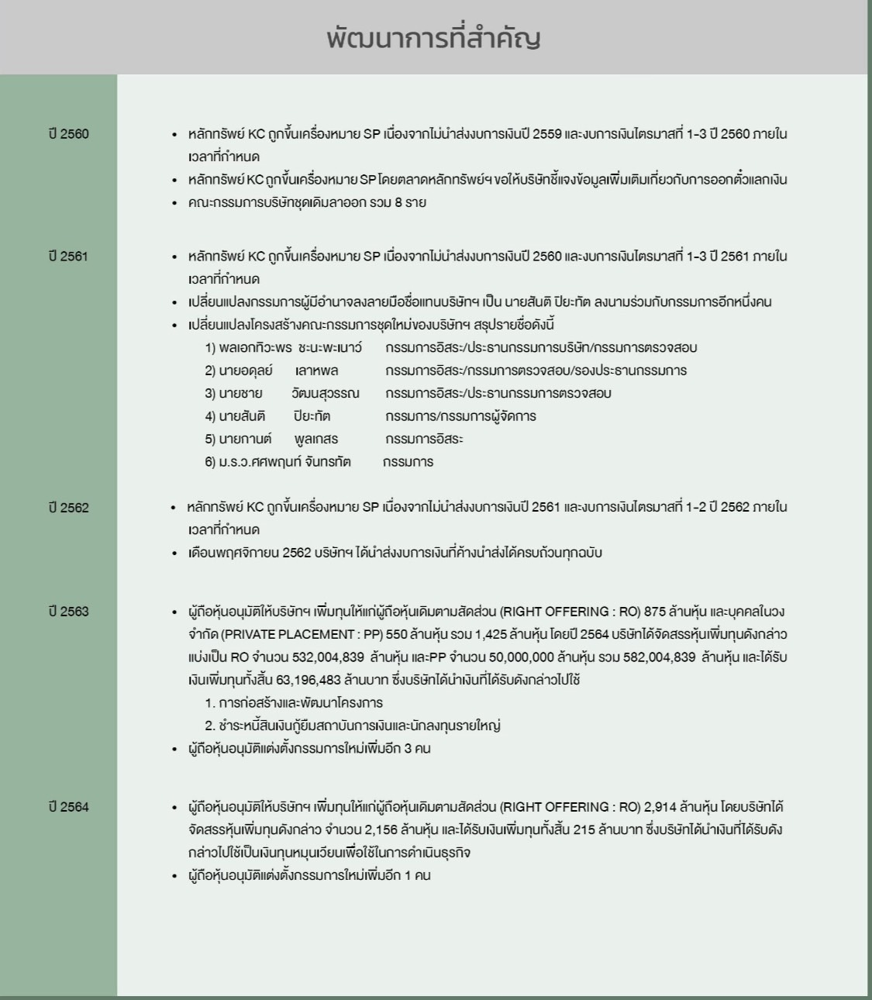 พัฒนาการที่สำคัญ
ปี 2560
• หลักทรัพย์ KC ถูกขึ้นเครื่องหมาย SP เนื่องจากไม่นำส่งงบการเงินปี 2559 และงบการเงินไตรมาสที่ 1-3 ปี 2560 ภายใน
เวลาที่กำหนด
• หลักทรัพย์ KC ถูกขึ้นเครื่องหมาย SP โดยตลาดหลักทรัพย์ฯ ขอให้บริษัทชี้แจงข้อมูลเพิ่มเติมเกี่ยวกับการออกตั๋วแลกเงิน
• คณะกรรมการบริษัทชุดเดิมลาออก รวม 8 ราย
ปี 2561
• หลักทรัพย์ KC ถูกขึ้นเครื่องหมาย SP เนื่องจากไม่นำส่งงบการเงินปี 2560 และงบการเงินไตรมาสที่ 1-3 ปี 2561 ภายใน
เวลาที่กำหนด
• เปลี่ยนแปลงกรรมการผู้มีอำนาจลงลายมือชื่อแทนบริษัทฯ เป็น นายสันติ ปิยะทัต ลงนามร่วมกับกรรมการอีกหนึ่งคน
• เปลี่ยนแปลงโครงสร้างคณะกรรมการชุดใหม่ของบริษัทฯ สรุปรายชื่อดังนี้
1) พลเอกทิวะพร ชะนะพะเนาว์ กรรมการอิสระ/ประธานกรรมการบริษัท/กรรมการตรวจสอบ
2) นายอดุลย์ เลาหพล กรรมการอิสระ/กรรมการตรวจสอบ/รองประธานกรรมการ
3) นายชาย วัฒนสุวรรณ กรรมการอิสระ/ประธานกรรมการตรวจสอบ
4) นายสันติ ปิยะทัต กรรมการ/กรรมการผู้จัดการ
5) นายกานต์ พูลเกสร กรรมการอิสระ
6) ม.ร.ว.ศศพฤนท์ จันทรทัต กรรมการ
ปี 2562
• หลักทรัพย์ KC ถูกขึ้นเครื่องหมาย SP เนื่องจากไม่นำส่งงบการเงินปี 2561 และงบการเงินไตรมาสที่ 1-2 ปี 2562 ภายใน
เวลาที่กำหนด
• เดือนพฤศจิกายน 2562 บริษัทฯ ได้นำส่งงบการเงินที่ค้างนำส่งได้ครบถ้วนทุกฉบับ
ปี 2563
• ผู้ถือหุ้นอนุมัติให้บริษัทฯ เพิ่มทุนให้แก่ผู้ถือหุ้นเดิมตามสัดส่วน (RIGHT OFFERING : RO) 875 ล้านหุ้น และบุคคลในวง
จำกัด (PRIVATE PLACEMENT : PP) 550 ล้านหุ้น รวม 1,425 ล้านหุ้น โดยปี 2564 บริษัทได้จัดสรรหุ้นเพิ่มทุนดังกล่าว
แบ่งเป็น RO จำนวน 532,004,839 ล้านหุ้น และPP จำนวน 50,000,000 ล้านหุ้น รวม 582,004,839 ล้านหุ้น และได้รับ
เงินเพิ่มทุนทั้งสิ้น 63,196,483 ล้านบาท ซึ่งบริษัทได้นำเงินที่ได้รับดังกล่าวไปใช้
1. การก่อสร้างและพัฒนาโครงการ
2. ชำระหนี้สินเงินกู้ยืมสถาบันการเงินและนักลงทุนรายใหญ่
• ผู้ถือหุ้นอนุมัติแต่งตั้งกรรมการใหม่เพิ่มอีก 3 คน
ปี 2564
• ผู้ถือหุ้นอนุมัติให้บริษัทฯ เพิ่มทุนให้แก่ผู้ถือหุ้นเดิมตามสัดส่วน (RIGHT OFFERING : RO) 2,914 ล้านหุ้น โดยบริษัทได้
จัดสรรหุ้นเพิ่มทุนดังกล่าว จำนวน 2,156 ล้านหุ้น และได้รับเงินเพิ่มทุนทั้งสิ้น 215 ล้านบาท ซึ่งบริษัทได้นำเงินที่ได้รับดัง
กล่าวไปใช้เป็นเงินทุนหมุนเวียนเพื่อใช้ในการดำเนินธุรกิจ
• ผู้ถือหุ้นอนุมัติแต่งตั้งกรรมการใหม่เพิ่มอีก 1 คน